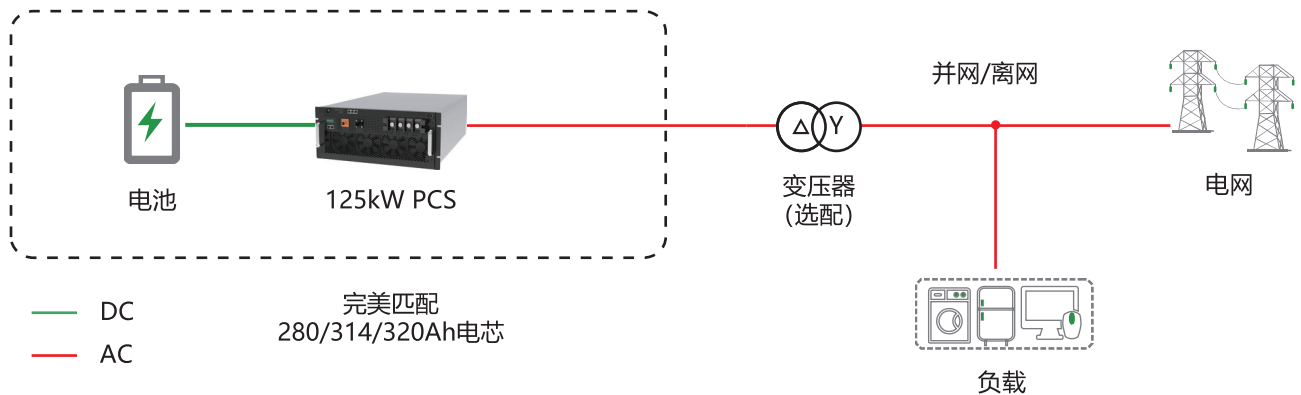 并网/离网
电池
125kW PCS
变压器
(选配)
Y
电网
DC
AC
完美匹配
280/314/320Ah电芯
负载